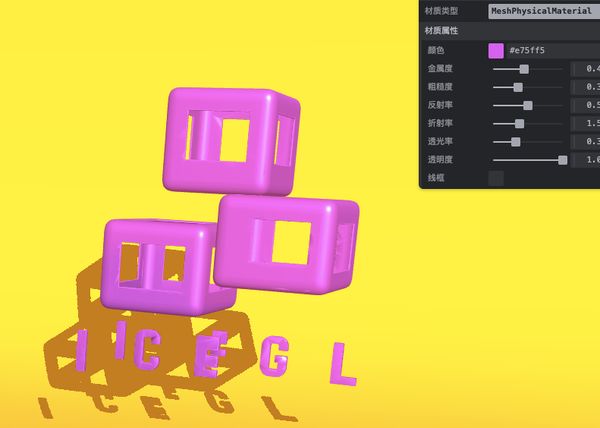 材质类型 MeshPhysicalMaterial
材质属性
颜色 #e75ff5
金属度 0.4
粗糙度 0.3
反射率 0.5
折射率 1.5
透光率 0.3
透明度 1.0
线框
ICEGL